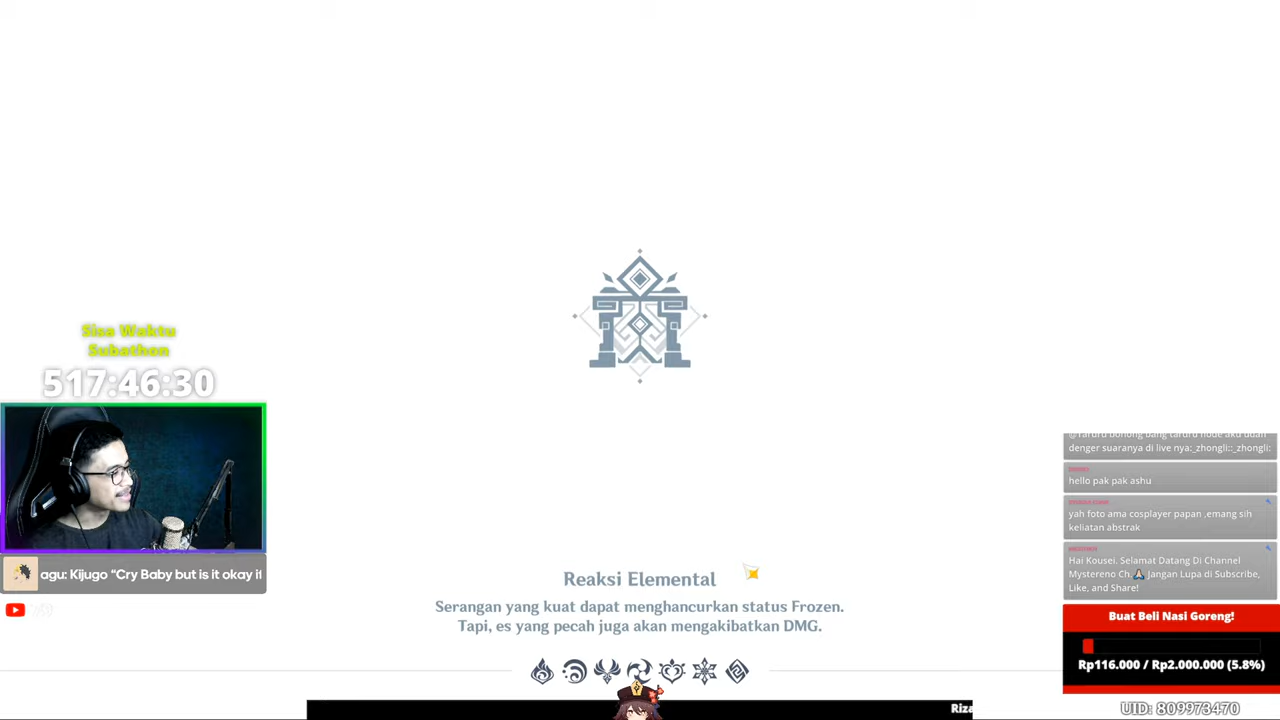 Sisa Waktu
Subathon
517:46:30
agu: Kijugo "Cry Baby but is it okay if
Reaksi Elemental
Serangan yang kuat dapat menghancurkan status Frozen.
Tapi, es yang pecah juga akan mengakibatkan DMG.
denger suaranya di live nya:_zhongli::_zhongli:
hello pak pak ashu
yah foto ama cosplayer papan ,emang sih
keliatan abstrak
Hai Kousei. Selamat Datang Di Channel
Mystereno Ch.🙏 Jangan Lupa di Subscribe,
Like, and Share!
Buat Beli Nasi Goreng!
Rp116.000 / Rp2.000.000 (5.8%)
Riza
UID: 809973470